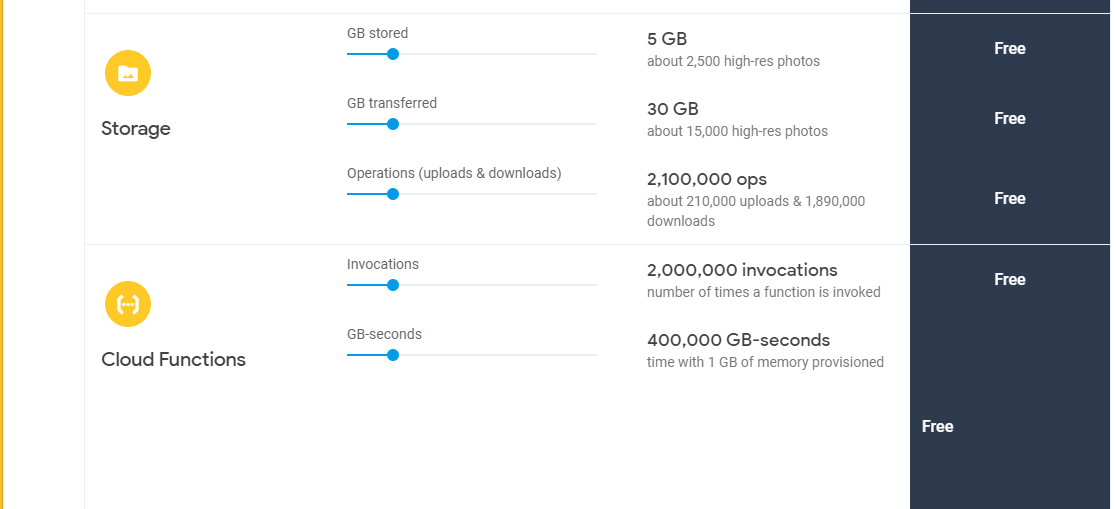 GB stored
5 GB
Free
about 2,500 high-res photos
Storage
GB transferred
30 GB
Free
about 15,000 high-res photos
Operations (uploads & downloads)
2,100,000 ops
Free
about 210,000 uploads & 1,890,000
downloads
Cloud Functions
Invocations
2,000,000 invocations
Free
number of times a function is invoked
GB-seconds
400,000 GB-seconds
time with 1 GB of memory provisioned
Free